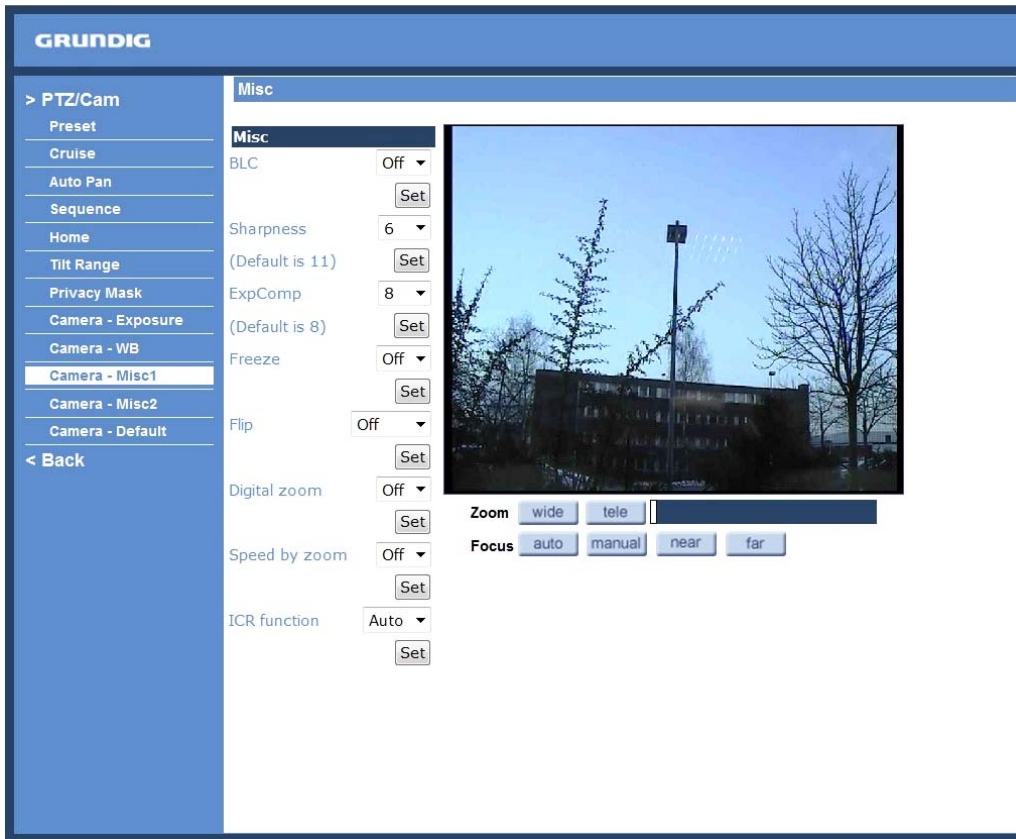 GRUNDIG
> PTZ/Cam
Preset
Cruise
Auto Pan
Sequence
Home
Tilt Range
Privacy Mask
Camera - Exposure
Camera - WB
Camera - Misc1
Camera - Misc2
Camera - Default
< Back
Misc
Misc
BLC Off
Set
Sharpness 6
(Default is 11) Set
ExpComp 8
(Default is 8) Set
Freeze Off
Set
Flip Off
Set
Digital zoom Off
Set
Speed by zoom Off
Set
ICR function Auto
Set
Zoom wide tele
Focus auto manual near far